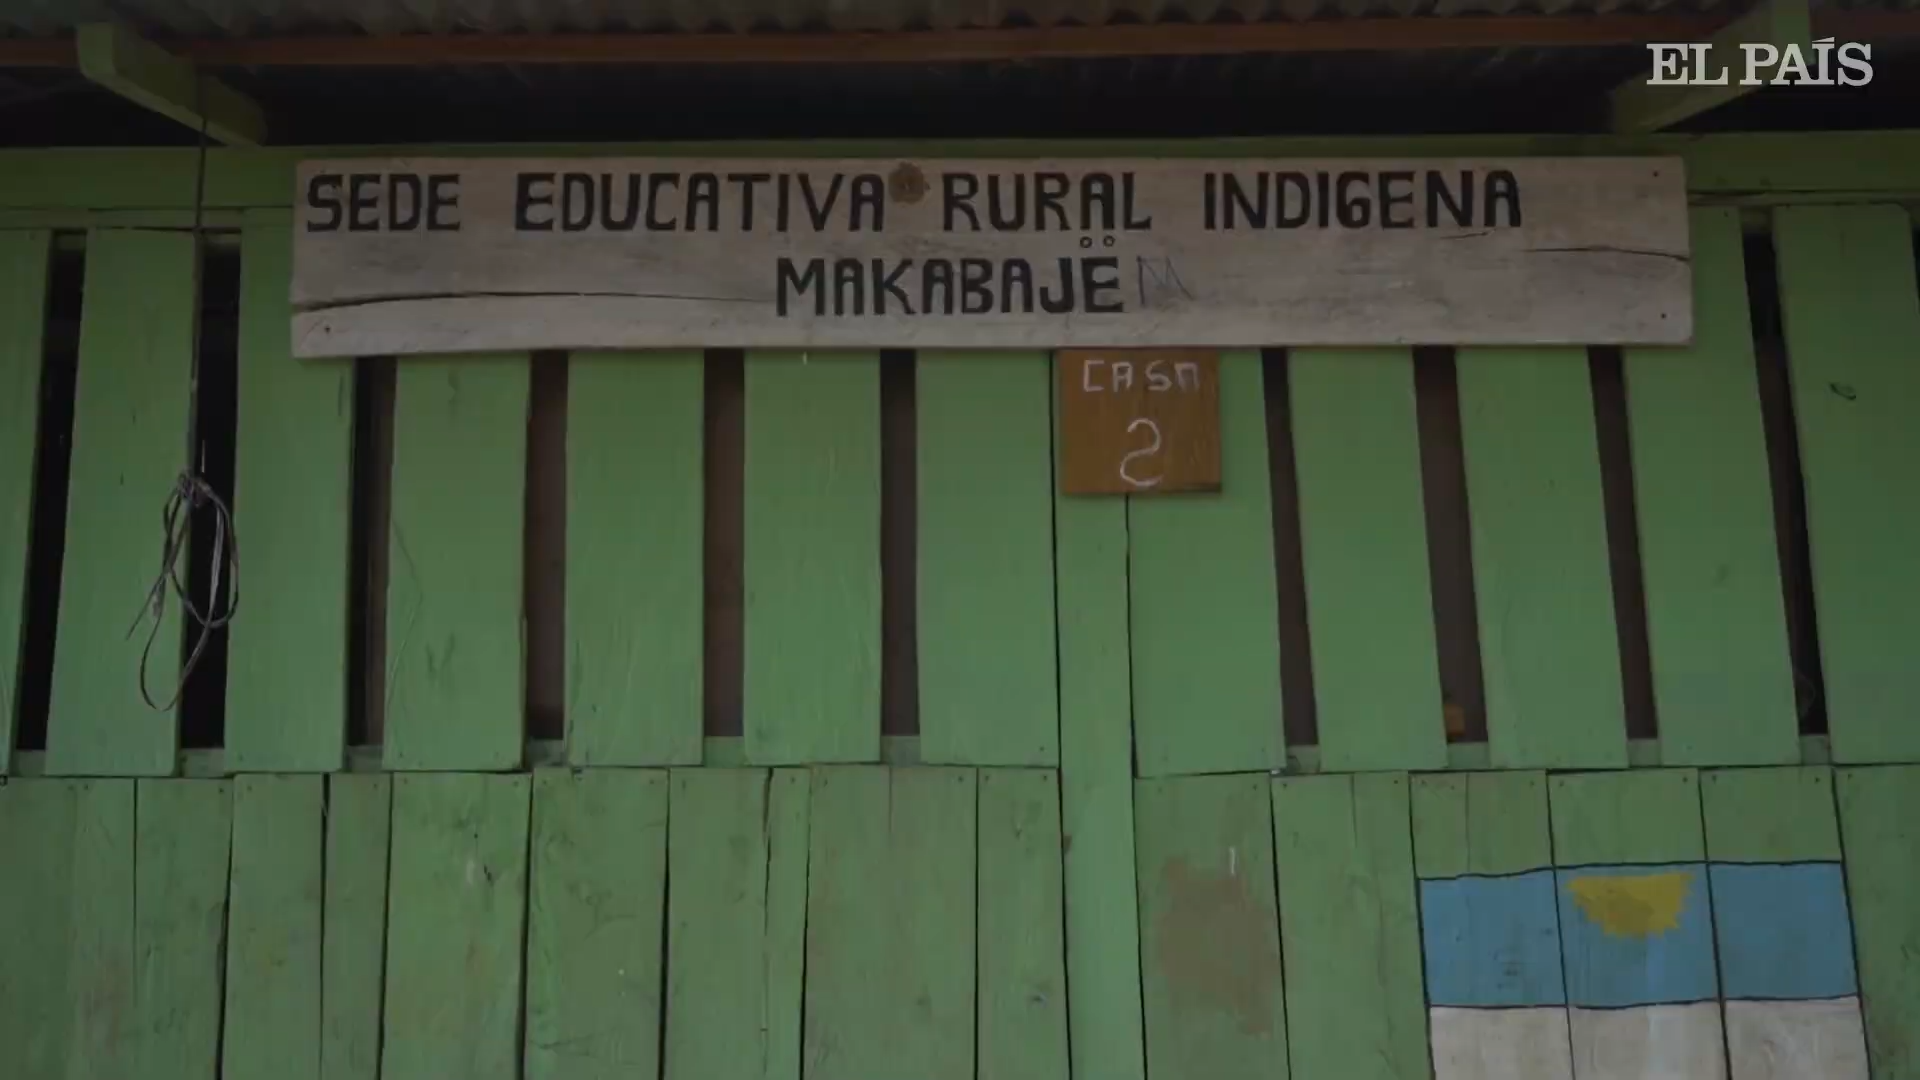 EL PAÍS
SEDE EDUCATIVA RURAL INDIGENA
MAKABAJË
CASA
2